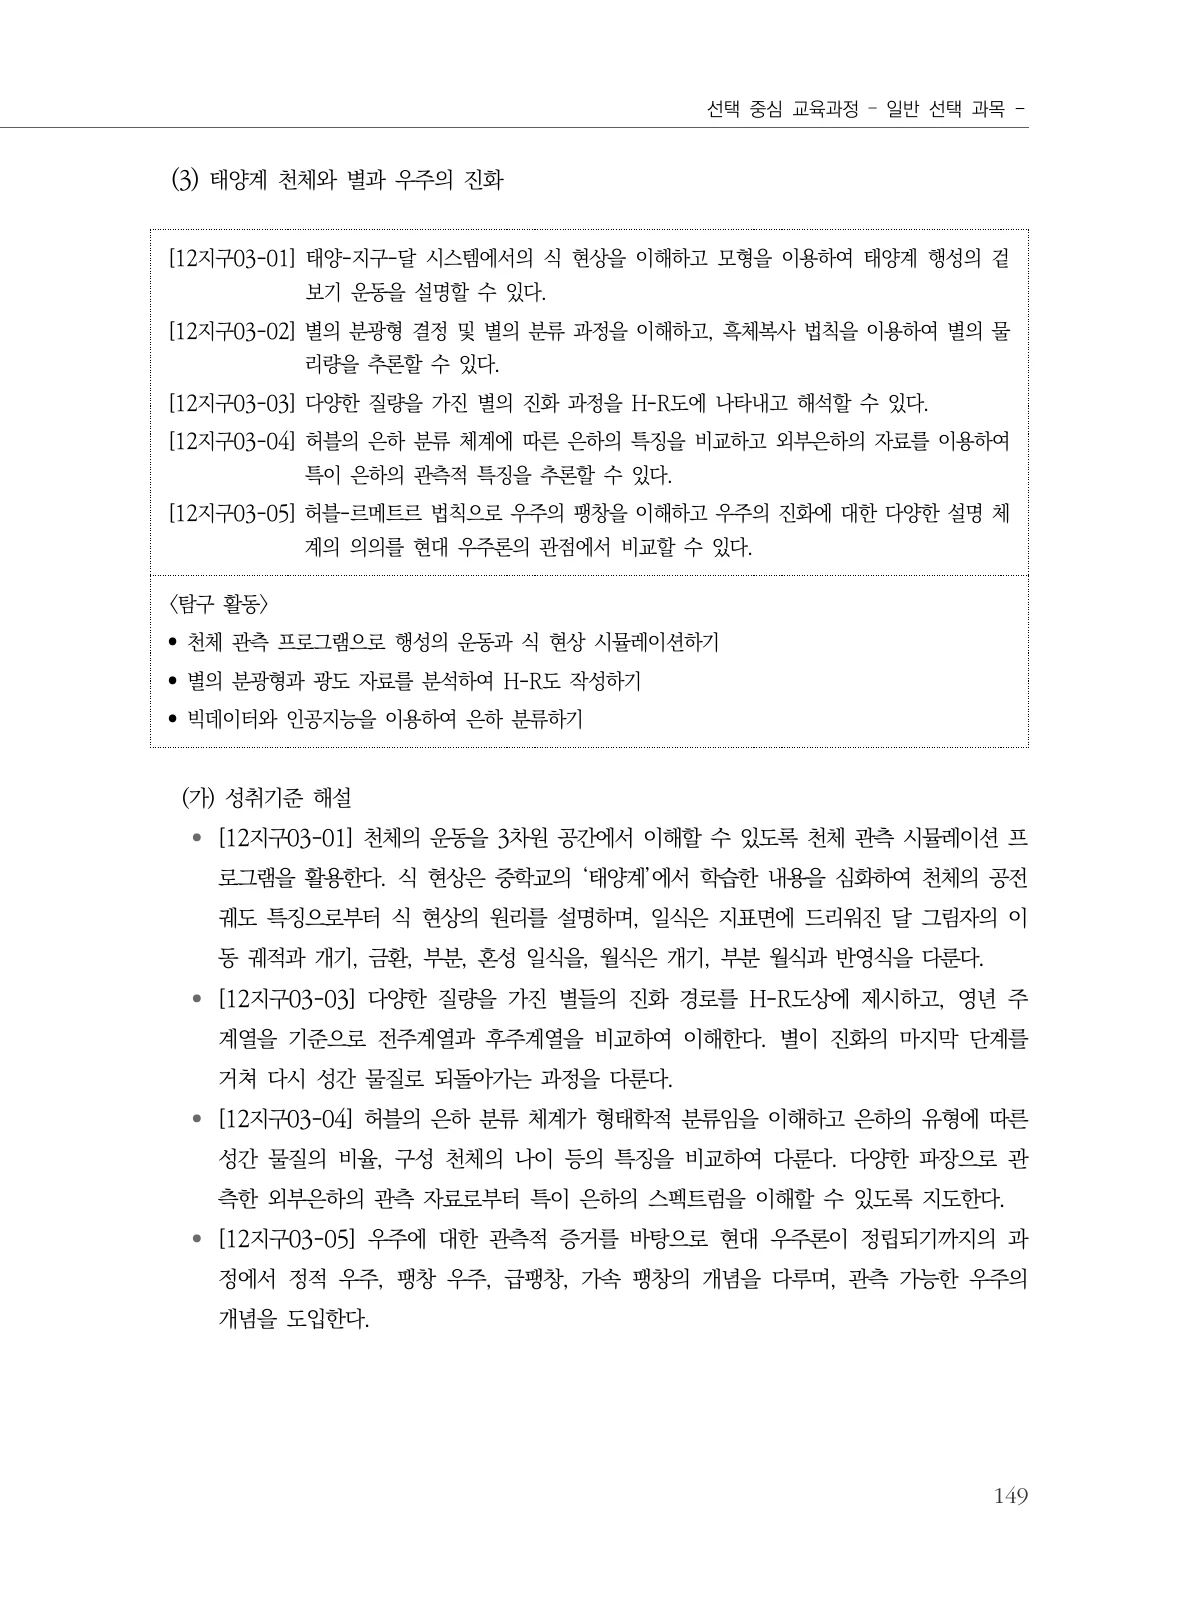 선택 중심 교육과정 - 일반 선택 과목 -
(3) 태양계 천체와 별과 우주의 진화
[12지구03-01] 태양-지구-달 시스템에서의 식 현상을 이해하고 모형을 이용하여 태양계 행성의 겉
보기 운동을 설명할 수 있다.
[12지구03-02] 별의 분광형 결정 및 별의 분류 과정을 이해하고, 흑체복사 법칙을 이용하여 별의 물
리량을 추론할 수 있다.
[12지구03-03] 다양한 질량을 가진 별의 진화 과정을 H-R도에 나타내고 해석할 수 있다.
[12지구03-04] 허블의 은하 분류 체계에 따른 은하의 특징을 비교하고 외부은하의 자료를 이용하여
특이 은하의 관측적 특징을 추론할 수 있다.
[12지구03-05] 허블-르메트르 법칙으로 우주의 팽창을 이해하고 우주의 진화에 대한 다양한 설명 체
계의 의의를 현대 우주론의 관점에서 비교할 수 있다.
〈탐구 활동〉
• 천체 관측 프로그램으로 행성의 운동과 식 현상 시뮬레이션하기
• 별의 분광형과 광도 자료를 분석하여 H-R도 작성하기
• 빅데이터와 인공지능을 이용하여 은하 분류하기
(가) 성취기준 해설
• [12지구03-01] 천체의 운동을 3차원 공간에서 이해할 수 있도록 천체 관측 시뮬레이션 프
로그램을 활용한다. 식 현상은 중학교의 ‘태양계’에서 학습한 내용을 심화하여 천체의 공전
궤도 특징으로부터 식 현상의 원리를 설명하며, 일식은 지표면에 드리워진 달 그림자의 이
동 궤적과 개기, 금환, 부분, 혼성 일식을, 월식은 개기, 부분 월식과 반영식을 다룬다.
• [12지구03-03] 다양한 질량을 가진 별들의 진화 경로를 H-R도상에 제시하고, 영년 주
계열을 기준으로 전주계열과 후주계열을 비교하여 이해한다. 별이 진화의 마지막 단계를
거쳐 다시 성간 물질로 되돌아가는 과정을 다룬다.
• [12지구03-04] 허블의 은하 분류 체계가 형태학적 분류임을 이해하고 은하의 유형에 따른
성간 물질의 비율, 구성 천체의 나이 등의 특징을 비교하여 다룬다. 다양한 파장으로 관
측한 외부은하의 관측 자료로부터 특이 은하의 스펙트럼을 이해할 수 있도록 지도한다.
• [12지구03-05] 우주에 대한 관측적 증거를 바탕으로 현대 우주론이 정립되기까지의 과
정에서 정적 우주, 팽창 우주, 급팽창, 가속 팽창의 개념을 다루며, 관측 가능한 우주의
개념을 도입한다.
149